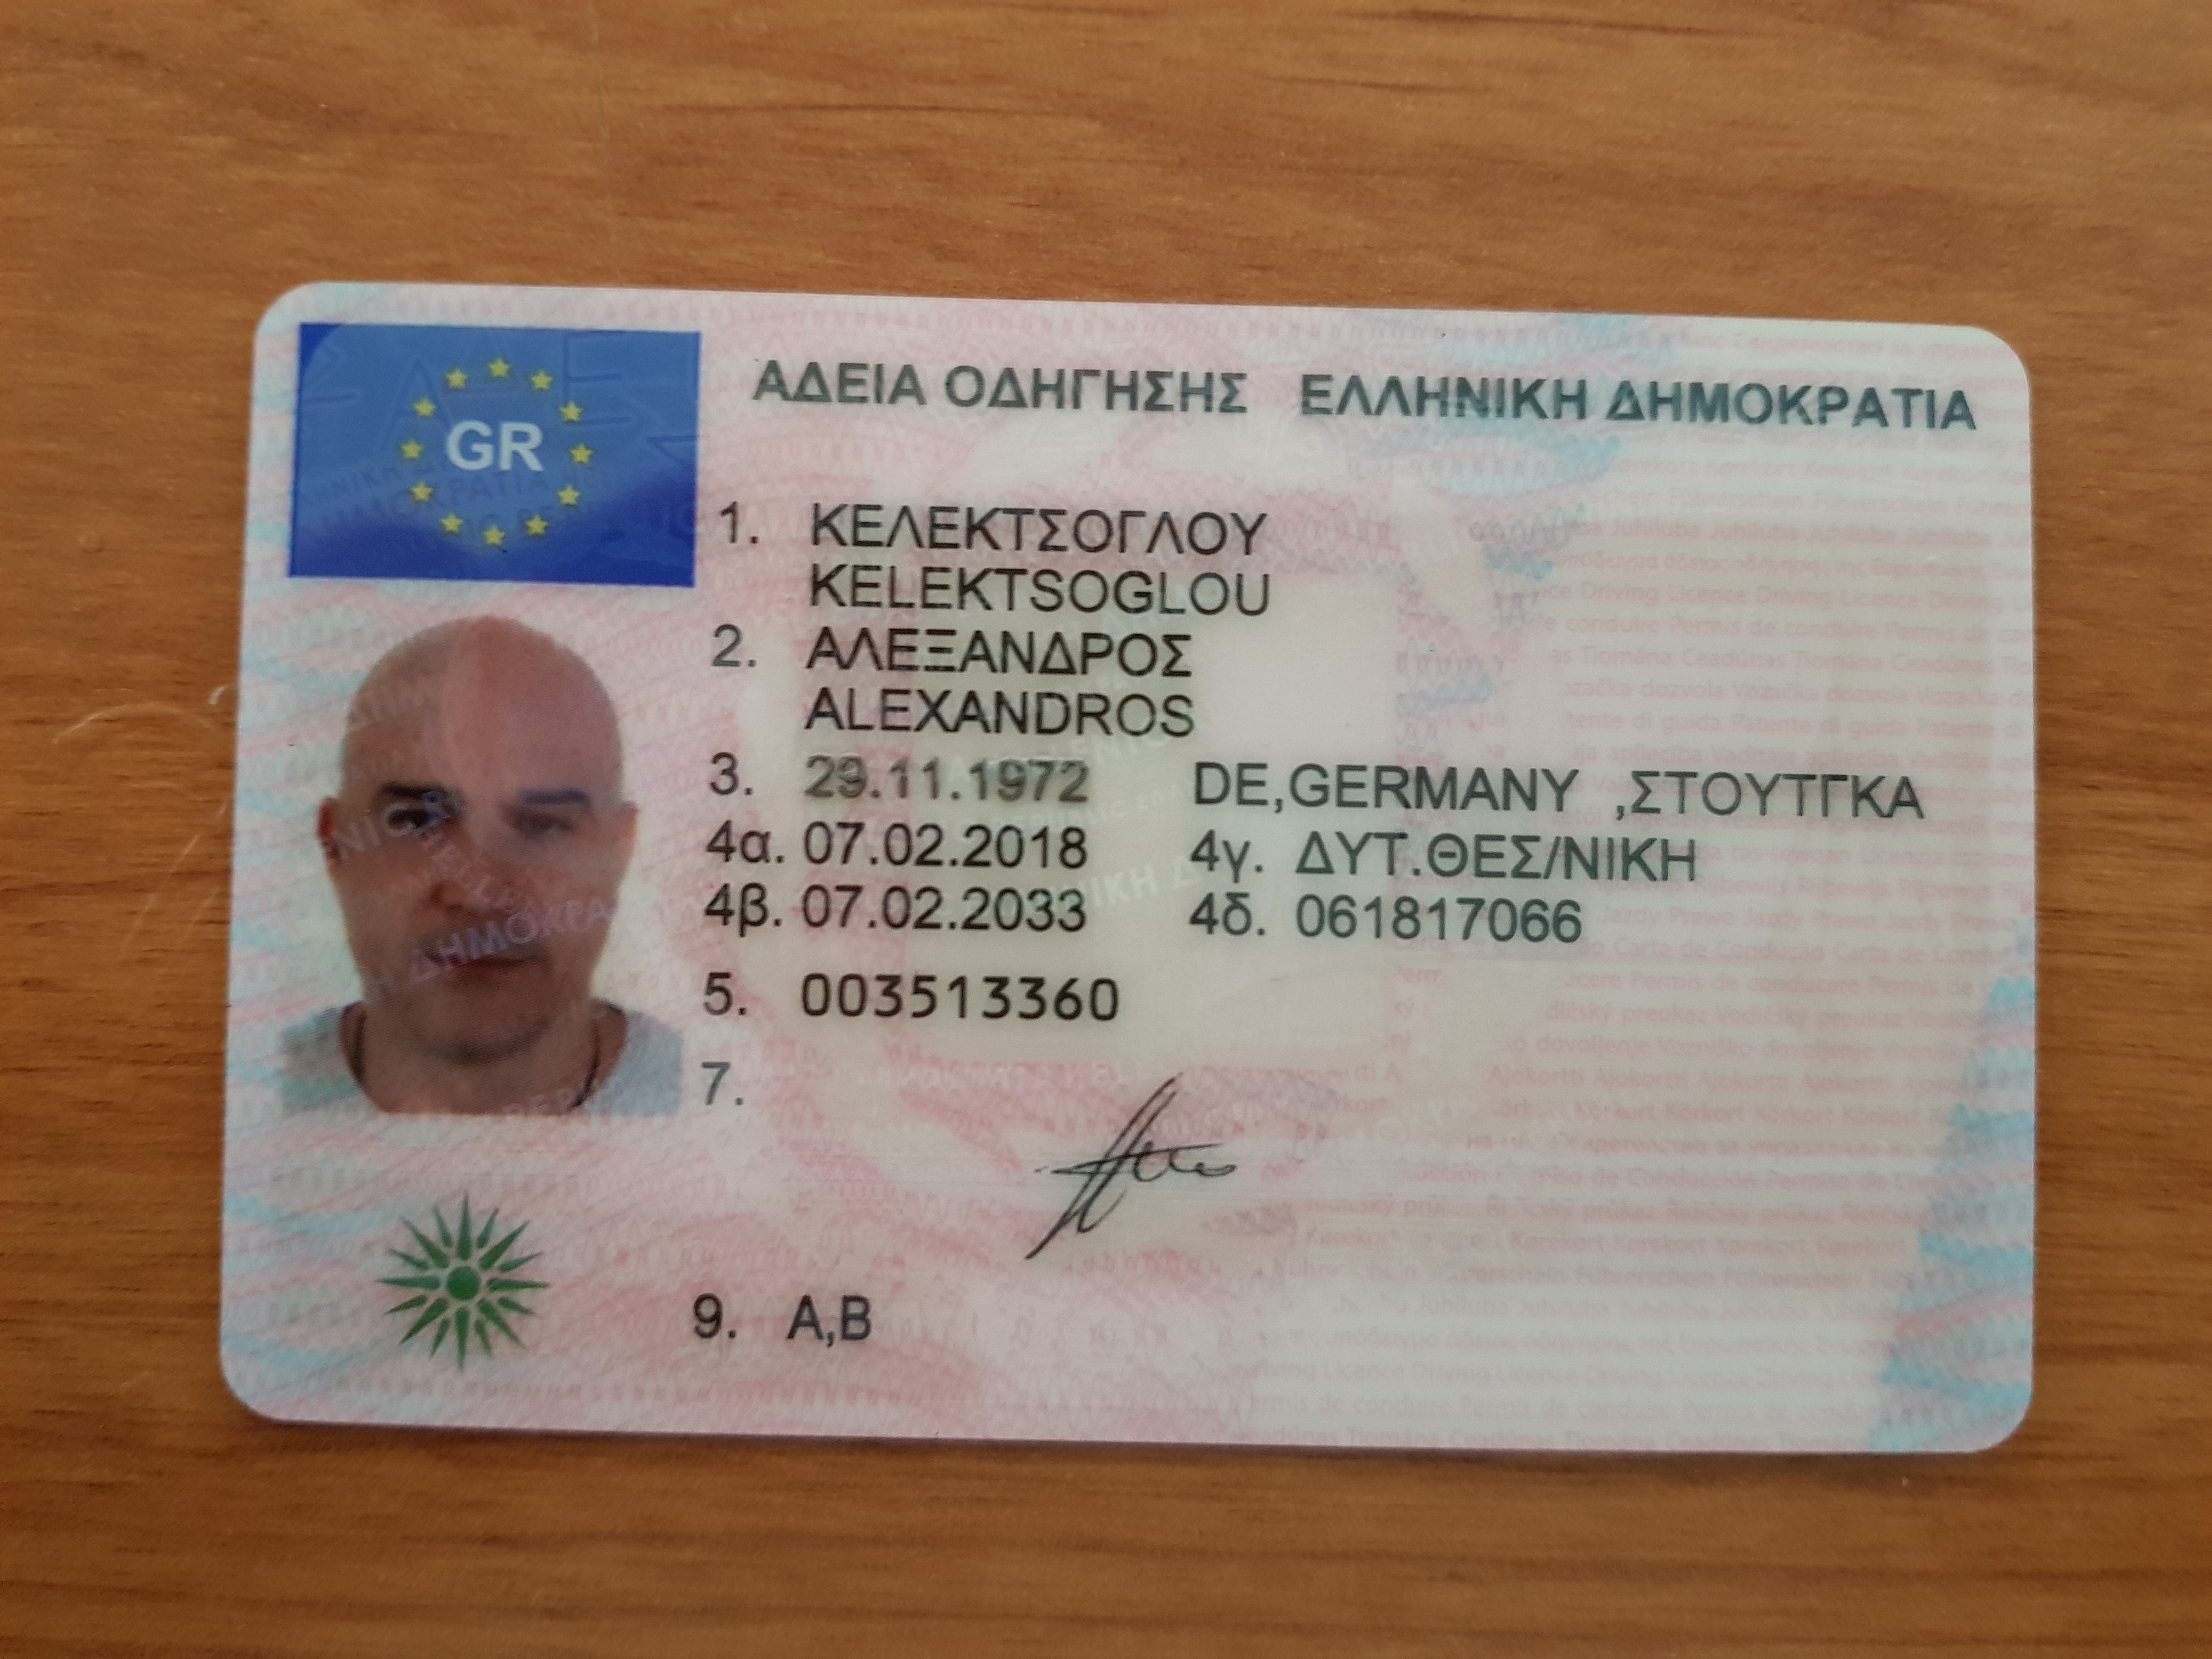 GR
ΑΔΕΙΑ ΟΔΗΓΗΣΗΣ ΕΛΛΗΝΙΚΗ ΔΗΜΟΚΡΑΤΙΑ
1. ΚΕΛΕΚΤΣΟΓΛΟΥ
KELEKTSOGLOU
2. ΑΛΕΞΑΝΔΡΟΣ
ALEXANDROS
3. 29.11.1972 DE,GERMANY ,ΣΤΟΥΤΓΚΑ
4α. 07.02.2018 4γ. ΔΥΤ.ΘΕΣ/ΝΙΚΗ
4β. 07.02.2033 4δ. 061817066
5. 003513360
7.
9. A,B